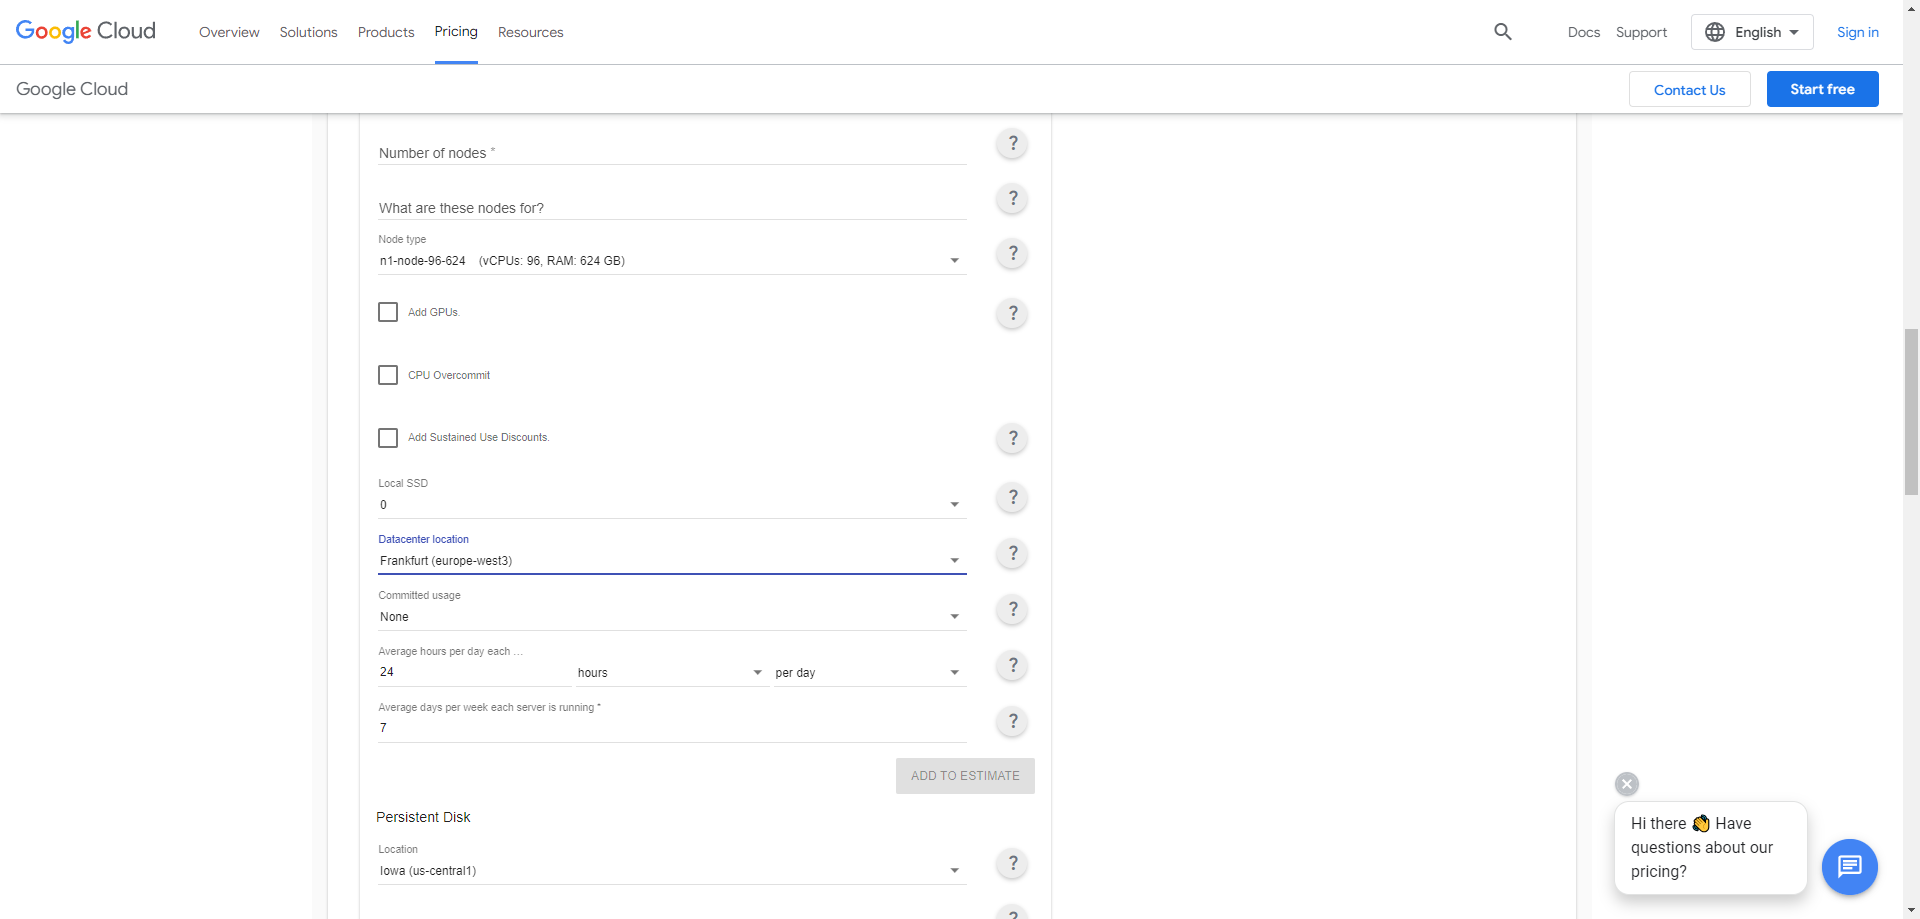 Google Cloud
Overview Solutions Products Pricing Resources
Docs Support English Sign in
Google Cloud
Contact Us Start free
Number of nodes * ?
What are these nodes for? ?
Node type
n1-node-96-624 (vCPUs: 96, RAM: 624 GB) ?
Add GPUs. ?
CPU Overcommit
Add Sustained Use Discounts. ?
Local SSD
0 ?
Datacenter location
Frankfurt (europe-west3) ?
Committed usage
None ?
Average hours per day each ...
24 hours per day ?
Average days per week each server is running *
7 ?
ADD TO ESTIMATE
Persistent Disk
Location
Iowa (us-central1) ?
?
Hi there 👋 Have
questions about our
pricing?